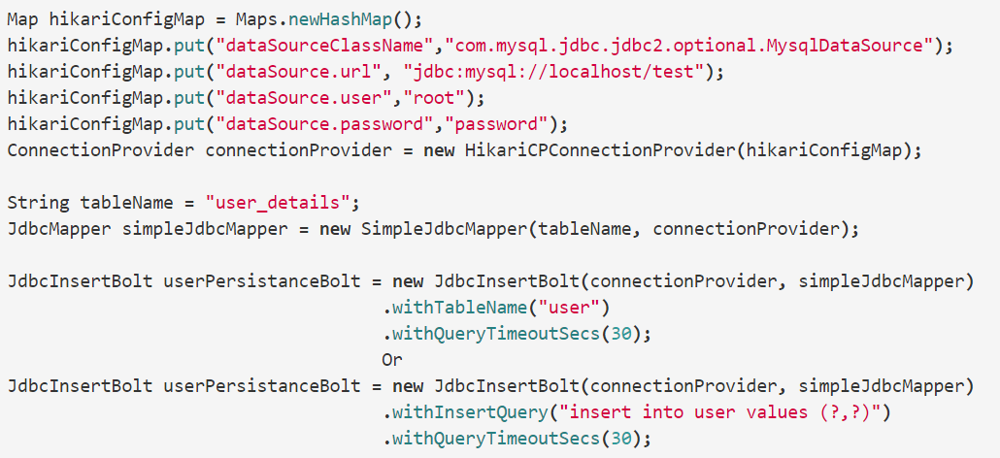 Map hikariConfigMap = Maps.newHashMap();
hikariConfigMap.put("dataSourceClassName","com.mysql.jdbc.jdbc2.optional.MysqlDataSource");
hikariConfigMap.put("dataSource.url", "jdbc:mysql://localhost/test");
hikariConfigMap.put("dataSource.user","root");
hikariConfigMap.put("dataSource.password","password");
ConnectionProvider connectionProvider = new HikariCPConnectionProvider(hikariConfigMap);
String tableName = "user_details";
JdbcMapper simpleJdbcMapper = new SimpleJdbcMapper(tableName, connectionProvider);
JdbcInsertBolt userPersistanceBolt = new JdbcInsertBolt(connectionProvider, simpleJdbcMapper)
.withTableName("user")
.withQueryTimeoutSecs(30);
Or
JdbcInsertBolt userPersistanceBolt = new JdbcInsertBolt(connectionProvider, simpleJdbcMapper)
.withInsertQuery("insert into user values (?,?)")
.withQueryTimeoutSecs(30);